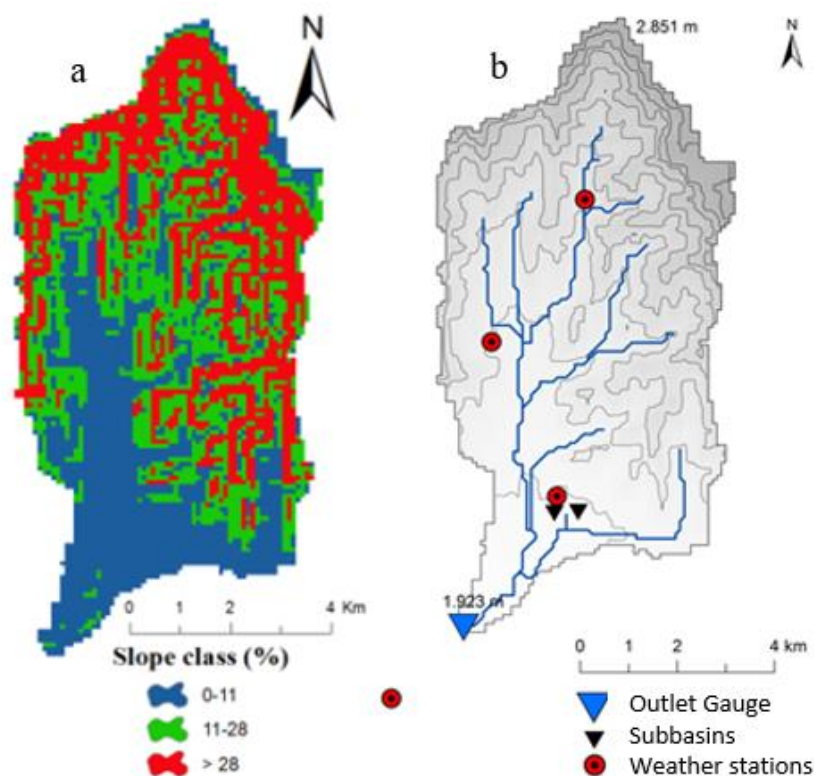 a
N
0 1 2 4 Km
Slope class (%)
0-11
11-28
> 28
b
N
2.851 m
1.923 m
0 1 2 4 km
Outlet Gauge
Subbasins
Weather stations